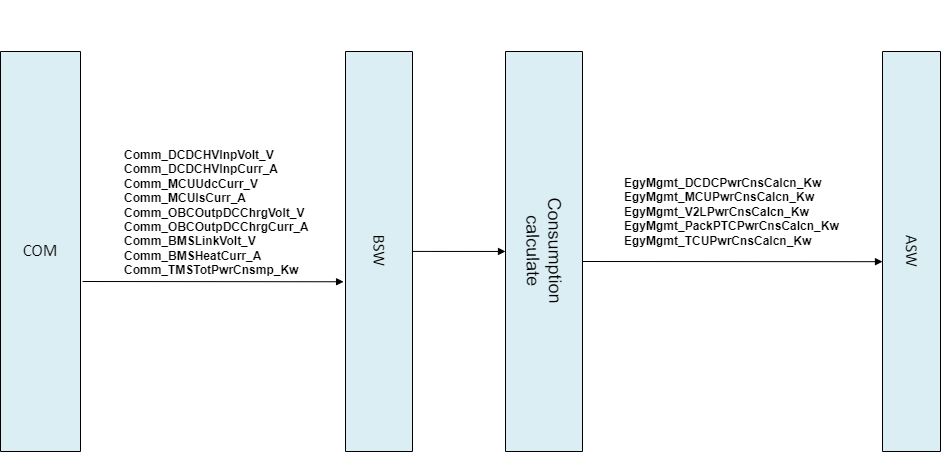 COM
Comm_DCDCHVInpVolt_V
Comm_DCDCHVInpCurr_A
Comm_MCUUdcCurr_V
Comm_MCUIsCurr_A
Comm_OBCOutpDCChrgVolt_V
Comm_OBCOutpDCChrgCurr_A
Comm_BMSLinkVolt_V
Comm_BMSHeatCurr_A
Comm_TMSTotPwrCnsmp_Kw
BSW
Consumption
calculate
EgyMgmt_DCDCPwrCnsCalcn_Kw
EgyMgmt_MCUPwrCnsCalcn_Kw
EgyMgmt_V2LPwrCnsCalcn_Kw
EgyMgmt_PackPTCPwrCnsCalcn_Kw
EgyMgmt_TCUPwrCnsCalcn_Kw
ASW